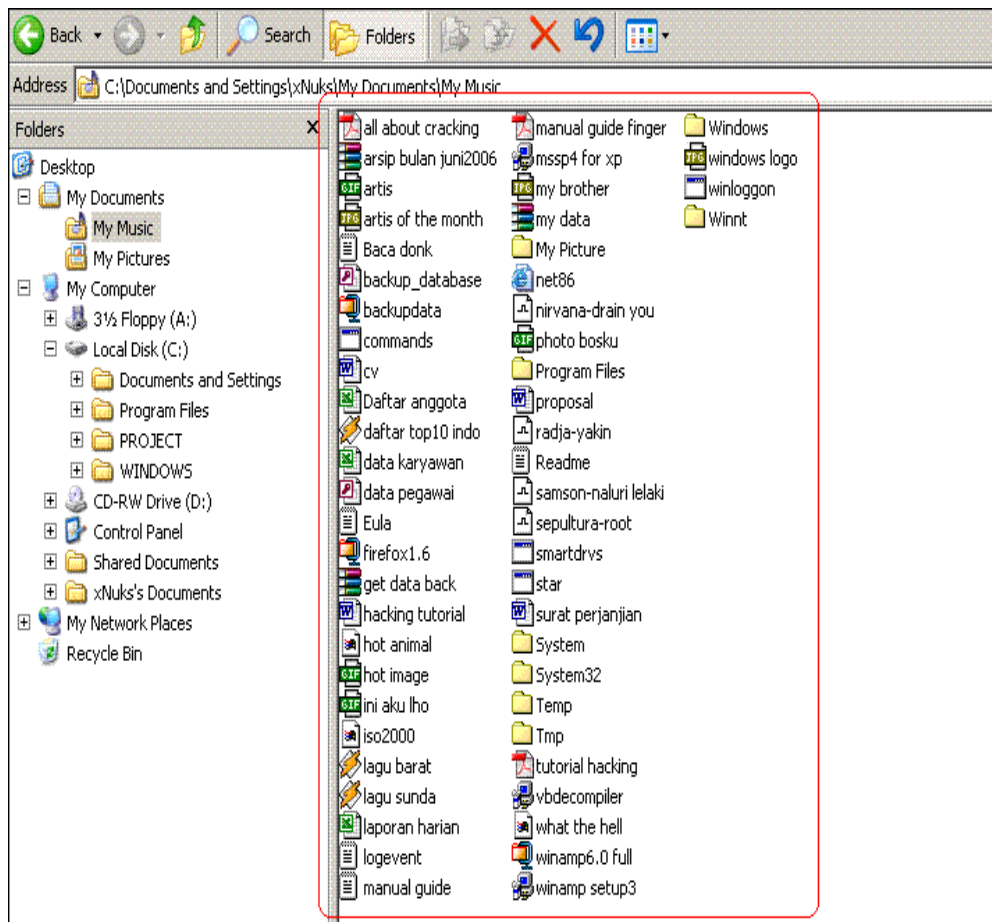 Back
Search
Folders
Address C:\Documents and Settings\xNuks\My Documents\My Music
Folders X
Desktop
My Documents
My Music
My Pictures
My Computer
3½ Floppy (A:)
Local Disk (C:)
Documents and Settings
Program Files
PROJECT
WINDOWS
CD-RW Drive (D:)
Control Panel
Shared Documents
xNuks's Documents
My Network Places
Recycle Bin
all about cracking
arsip bulan juni2006
artis
artis of the month
Baca donk
backup_database
backupdata
commands
cv
Daftar anggota
daftar top10 indo
data karyawan
data pegawai
Eula
firefox1.6
get data back
hacking tutorial
hot animal
hot image
ini aku lho
iso2000
lagu barat
lagu sunda
laporan harian
logevent
manual guide
manual guide finger
mssp4 for xp
my brother
my data
My Picture
net86
nirvana-drain you
photo bosku
Program Files
proposal
radja-yakin
Readme
samson-naluri lelaki
sepultura-root
smartdrvs
star
surat perjanjian
System
System32
Temp
Tmp
tutorial hacking
vbdecompiler
what the hell
winamp6.0 full
winamp setup3
Windows
windows logo
winloggon
Winnt